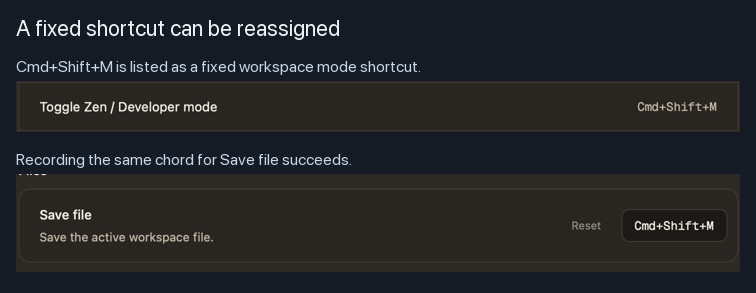 A fixed shortcut can be reassigned
Cmd+Shift+M is listed as a fixed workspace mode shortcut.
Toggle Zen / Developer mode Cmd+Shift+M
Recording the same chord for Save file succeeds.
Save file
Reset Cmd+Shift+M
Save the active workspace file.